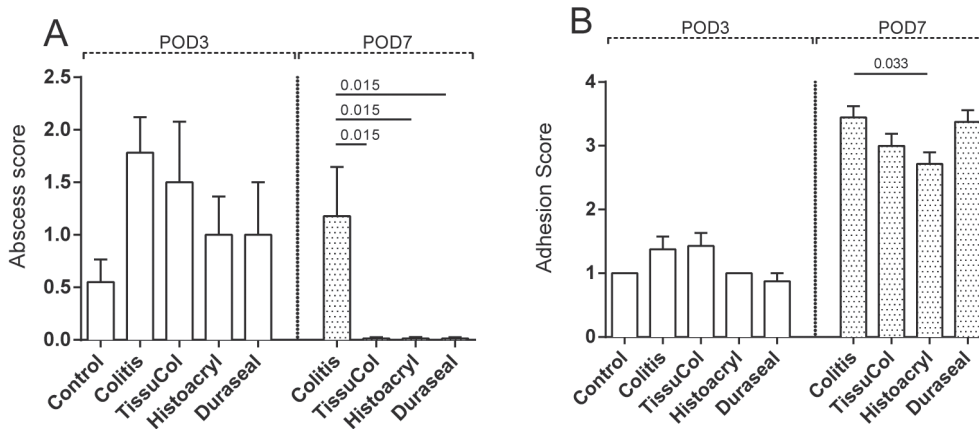 A
POD3
POD7
Abscess score
2.5
2.0
1.5
1.0
0.5
0.0
0.015
0.015
0.015
Control
Colitis
TissuCol
Histoacryl
Duraseal
Colitis
TissuCol
Histoacryl
Duraseal
B
POD3
POD7
Adhesion Score
4
3
2
1
0
0.033
Control
Colitis
TissuCol
Histoacryl
Duraseal
Colitis
TissuCol
Histoacryl
Duraseal